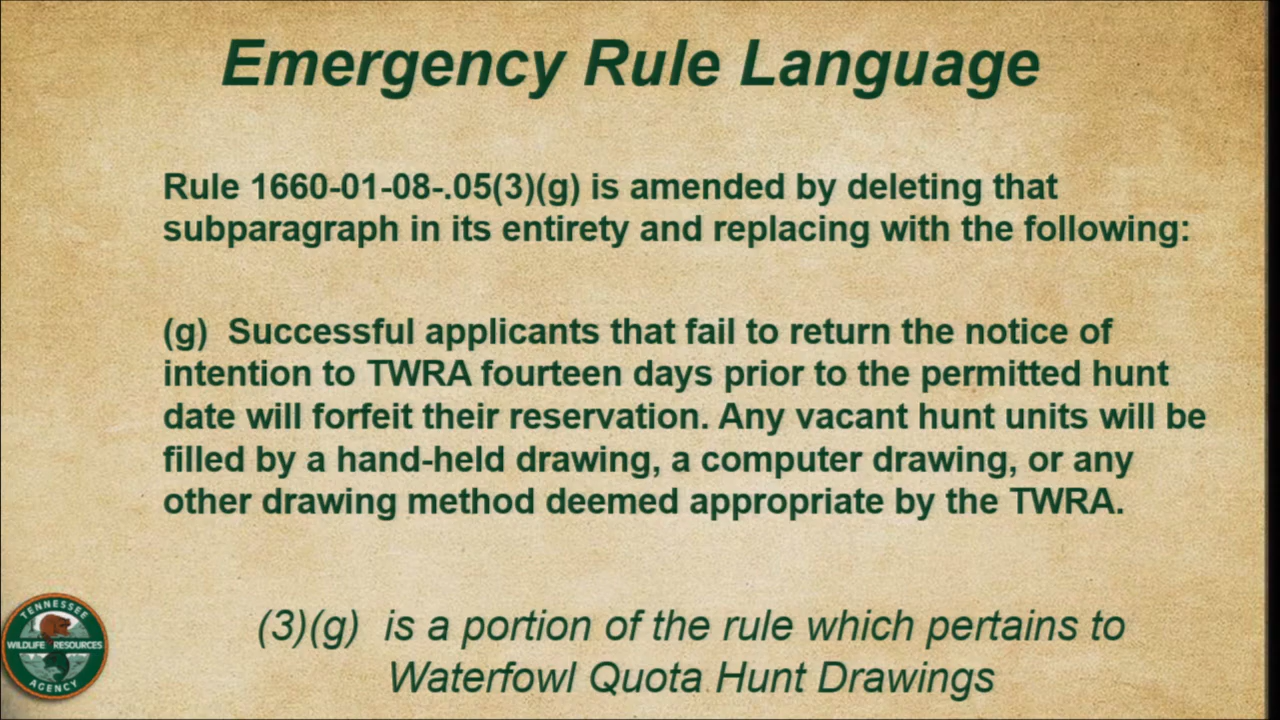 Emergency Rule Language
Rule 1660-01-08-.05(3)(g) is amended by deleting that
subparagraph in its entirety and replacing with the following:
(g) Successful applicants that fail to return the notice of
intention to TWRA fourteen days prior to the permitted hunt
date will forfeit their reservation. Any vacant hunt units will be
filled by a hand-held drawing, a computer drawing, or any
other drawing method deemed appropriate by the TWRA.
(3)(g) is a portion of the rule which pertains to
Waterfowl Quota Hunt Drawings
TENNESSEE
WILDLIFE RESOURCES
AGENCY